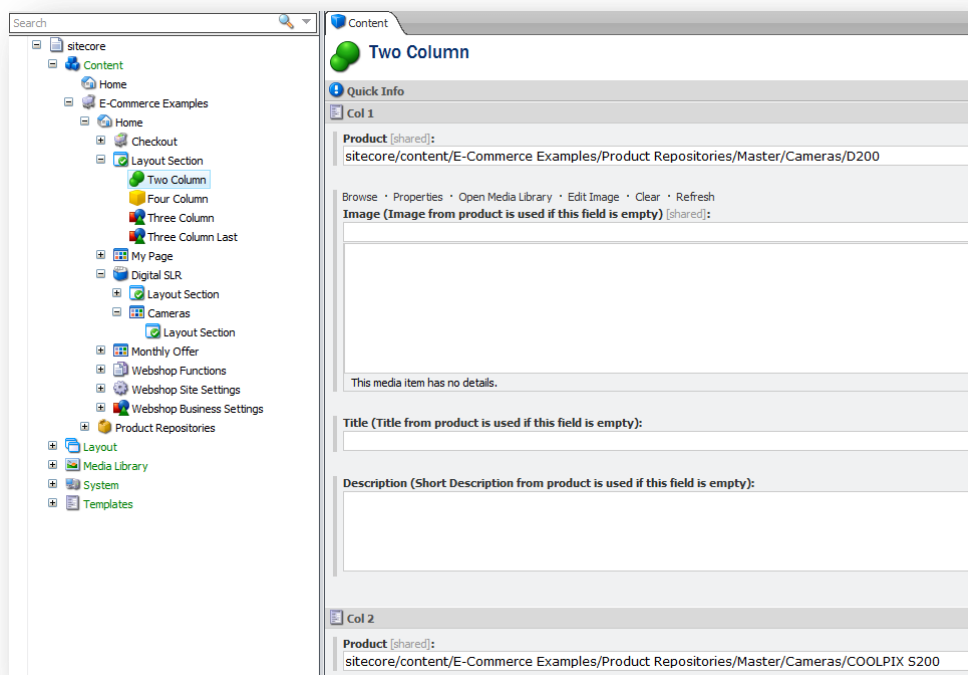 Search
sitecore
Content
Home
E-Commerce Examples
Home
Checkout
Layout Section
Two Column
Four Column
Three Column
Three Column Last
My Page
Digital SLR
Layout Section
Cameras
Layout Section
Monthly Offer
Webshop Functions
Webshop Site Settings
Webshop Business Settings
Product Repositories
Layout
Media Library
System
Templates
Content
Two Column
Quick Info
Col 1
Product [shared]:
sitecore/content/E-Commerce Examples/Product Repositories/Master/Cameras/D200
Browse · Properties · Open Media Library · Edit Image · Clear · Refresh
Image (Image from product is used if this field is empty) [shared]:
This media item has no details.
Title (Title from product is used if this field is empty):
Description (Short Description from product is used if this field is empty):
Col 2
Product [shared]:
sitecore/content/E-Commerce Examples/Product Repositories/Master/Cameras/COOLPIX S200